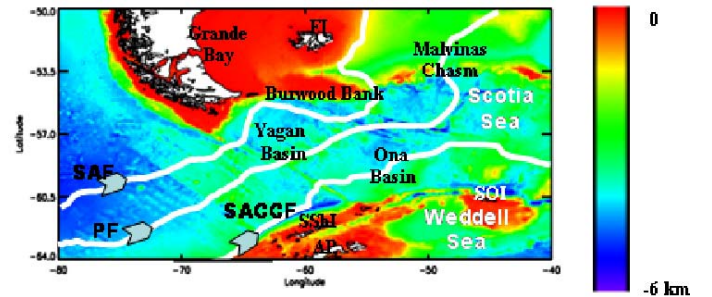 -50.0
-53.5
-57.0
-60.5
-64.0
Latitude
-80
-70
-60
-50
-40
Longitude
Grande
Bay
FI
Malvinas
Chasm
Burwood Bank
Scotia
Sea
Yagan
Basin
Ona
Basin
SAF
PF
SACCF
SShI
AP
SOI
Weddell
Sea
0
-6 km